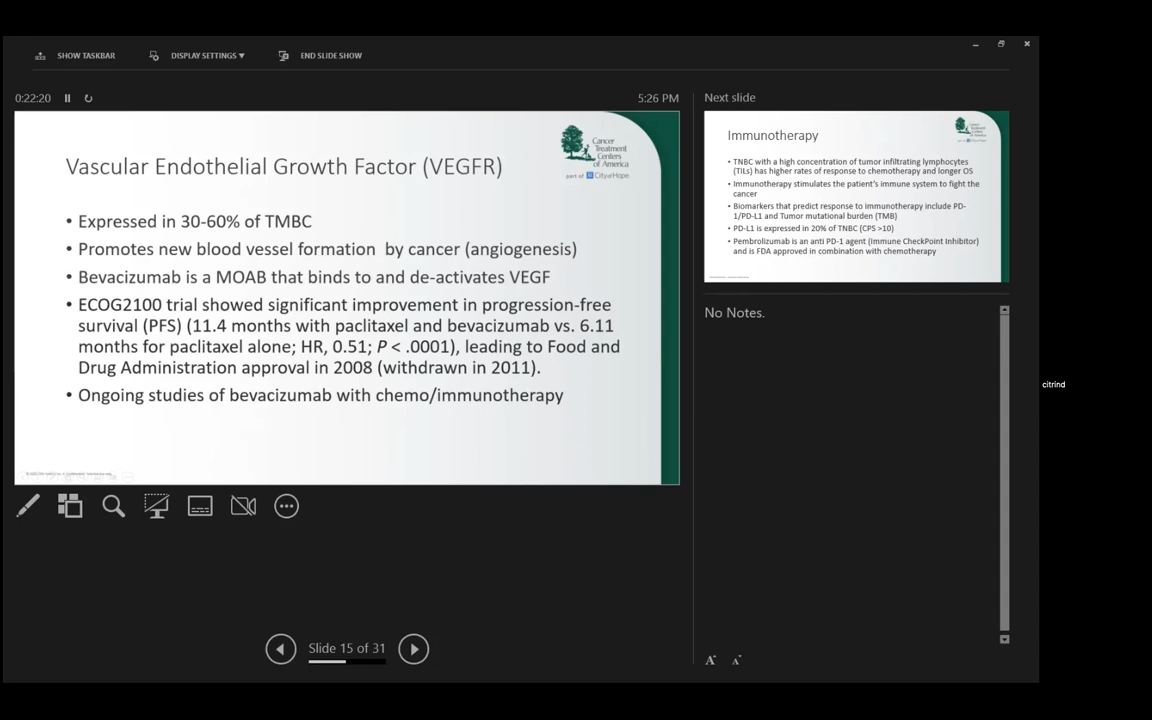 SHOW TASKBAR
DISPLAY SETTINGS ▼
END SLIDE SHOW
0:22:20
5:26 PM
Vascular Endothelial Growth Factor (VEGFR)
Cancer
Treatment
Centers
of America
part of City of Hope
• Expressed in 30-60% of TMBC
• Promotes new blood vessel formation by cancer (angiogenesis)
• Bevacizumab is a MOAB that binds to and de-activates VEGF
• ECOG2100 trial showed significant improvement in progression-free
survival (PFS) (11.4 months with paclitaxel and bevacizumab vs. 6.11
months for paclitaxel alone; HR, 0.51; P < .0001), leading to Food and
Drug Administration approval in 2008 (withdrawn in 2011).
• Ongoing studies of bevacizumab with chemo/immunotherapy
Slide 15 of 31
Next slide
Immunotherapy
Cancer
Treatment
Centers
of America
• TNBC with a high concentration of tumor infiltrating lymphocytes
(TILs) has higher rates of response to chemotherapy and longer OS
• Immunotherapy stimulates the patient's immune system to fight the
cancer
• Biomarkers that predict response to immunotherapy include PD-
1/PD-L1 and Tumor mutational burden (TMB)
• PD-L1 is expressed in 20% of TNBC (CPS >10)
• Pembrolizumab is an anti PD-1 agent (Immune CheckPoint Inhibitor)
and is FDA approved in combination with chemotherapy
No Notes.
A A
citrind